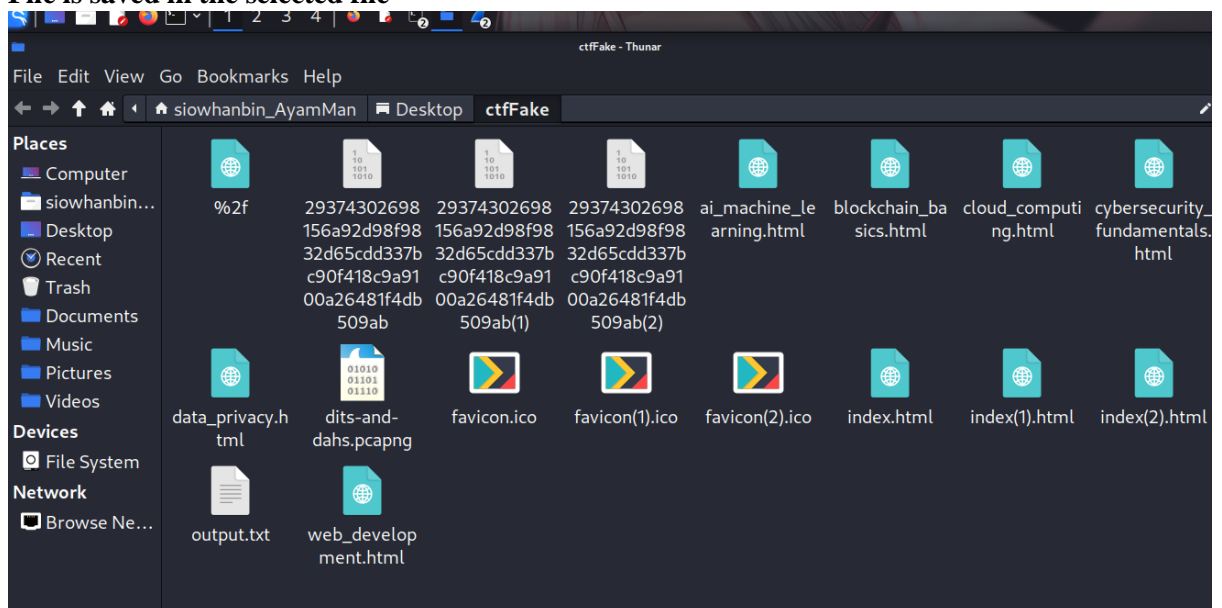 File is saved in the selected file
1 2 3 4 2 2
ctfFake - Thunar
File Edit View Go Bookmarks Help
siowhanbin_AyamMan Desktop ctfFake
Places
Computer
siowhanbin...
Desktop
Recent
Trash
Documents
Music
Pictures
Videos
Devices
File System
Network
Browse Ne...
%2f
29374302698
156a92d98f98
32d65cdd337b
c90f418c9a91
00a26481f4db
509ab
29374302698
156a92d98f98
32d65cdd337b
c90f418c9a91
00a26481f4db
509ab(1)
29374302698
156a92d98f98
32d65cdd337b
c90f418c9a91
00a26481f4db
509ab(2)
ai_machine_le
arning.html
blockchain_ba
sics.html
cloud_computi
ng.html
cybersecurity_
fundamentals.
html
data_privacy.h
tml
dits-and-
dahs.pcapng
favicon.ico
favicon(1).ico
favicon(2).ico
index.html
index(1).html
index(2).html
output.txt
web_develop
ment.html